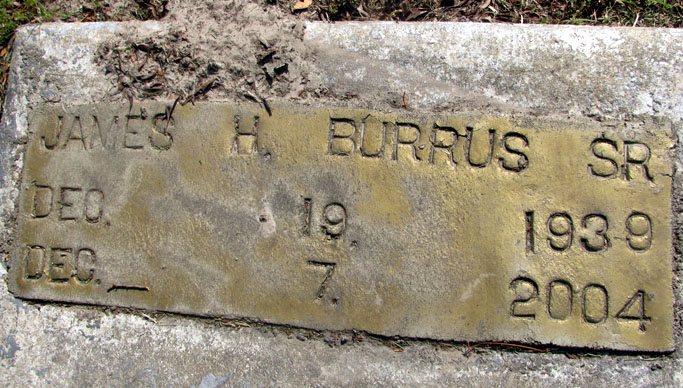 JAMES H. BURRUS SR
DEC. 19. 1939
DEC. _ 7. 2004